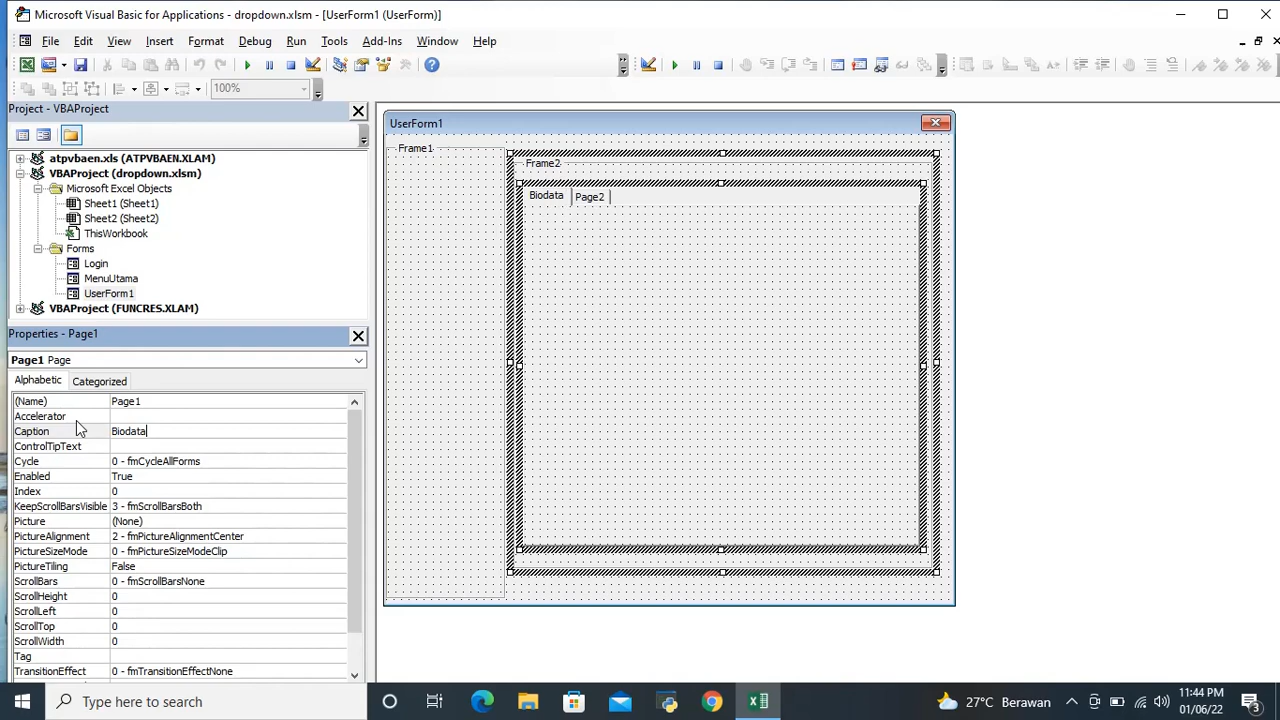 Microsoft Visual Basic for Applications - dropdown.xlsm - [UserForm1 (UserForm)]
File Edit View Insert Format Debug Run Tools Add-Ins Window Help
100%
Project - VBAProject
atpvbaen.xls (ATPVBAEN.XLAM)
VBAProject (dropdown.xlsm)
Microsoft Excel Objects
Sheet1 (Sheet1)
Sheet2 (Sheet2)
ThisWorkbook
Forms
Login
MenuUtama
UserForm1
VBAProject (FUNCRES.XLAM)
Properties - Page1
Page1 Page
Alphabetic Categorized
(Name) Page1
Accelerator
Caption Biodata
ControlTipText
Cycle 0 - fmCycleAllForms
Enabled True
Index 0
KeepScrollBarsVisible 3 - fmScrollBarsBoth
Picture (None)
PictureAlignment 2 - fmPictureAlignmentCenter
PictureSizeMode 0 - fmPictureSizeModeClip
PictureTiling False
ScrollBars 0 - fmScrollBarsNone
ScrollHeight 0
ScrollLeft 0
ScrollTop 0
ScrollWidth 0
Tag
TransitionEffect 0 - fmTransitionEffectNone
UserForm1
Frame1
Frame2
Biodata Page2
Type here to search
27°C Berawan
11:44 PM
01/06/22
3